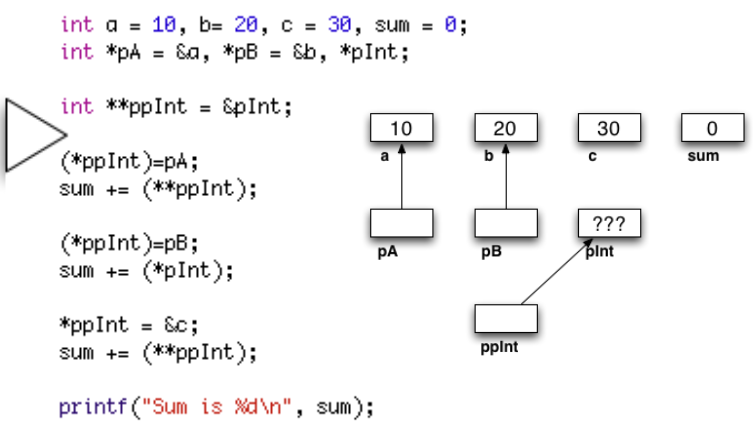 int a = 10, b= 20, c = 30, sum = 0;
int *pA = &a, *pB = &b, *pInt;
int **ppInt = &pInt;
(*ppInt)=pA;
sum += (**ppInt);
(*ppInt)=pB;
sum += (*pInt);
*ppInt = &c;
sum += (**ppInt);
printf("Sum is %d\n", sum);
10 20 30 0
a b c sum
???
pA pB pInt
ppInt